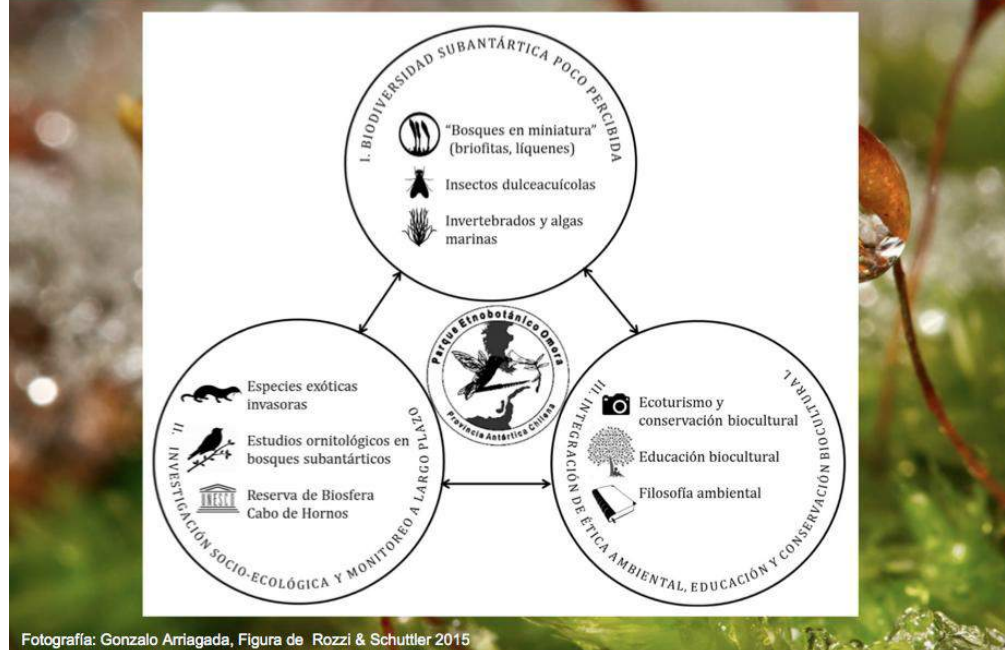 I. BIODIVERSIDAD SUBANTÁRTICA POCO PERCIBIDA
"Bosques en miniatura"
(briofitas, líquenes)
Insectos dulceacuícolas
Invertebrados y algas
marinas
Parque Etnobotánico Omora
Provincia Antártica Chilena
II. INVESTIGACIÓN SOCIO-ECOLÓGICA Y MONITOREO A LARGO PLAZO
Especies exóticas
invasoras
Estudios ornitológicos en
bosques subantárticos
UNESCO
Reserva de Biosfera
Cabo de Hornos
III. INTEGRACIÓN DE ÉTICA AMBIENTAL, EDUCACIÓN Y CONSERVACIÓN BIOCULTURAL
Ecoturismo y
conservación biocultural
Educación biocultural
Filosofía ambiental
Fotografía: Gonzalo Arriagada, Figura de Rozzi & Schuttler 2015